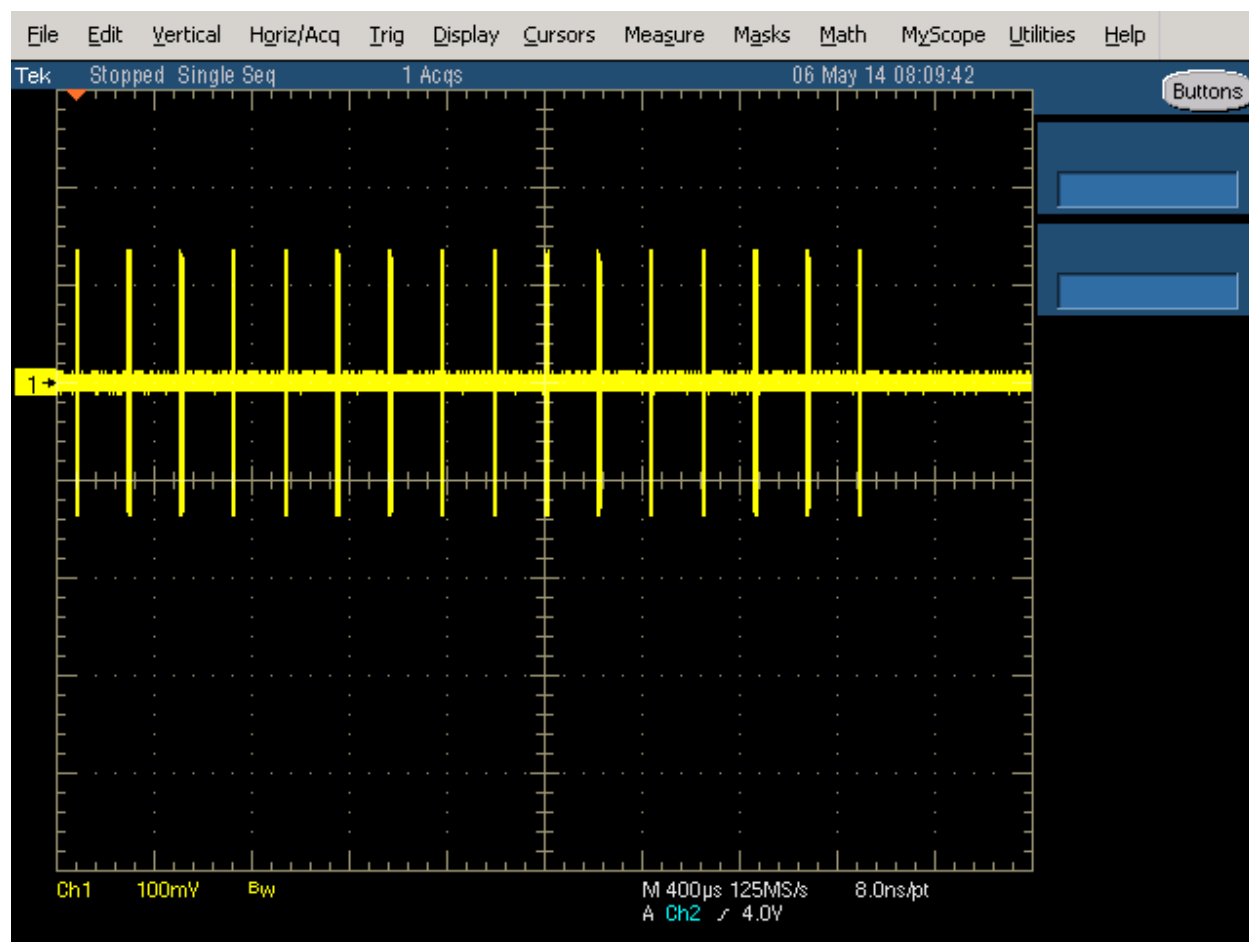 File Edit Vertical Horiz/Acq Trig Display Cursors Measure Masks Math MyScope Utilities Help
Tek Stopped Single Seq 1 Acqs 06 May 14 08:09:42
Buttons
1
Ch1 100mV BW M 400µs 125MS/s 8.0ns/pt
A Ch2 4.0V